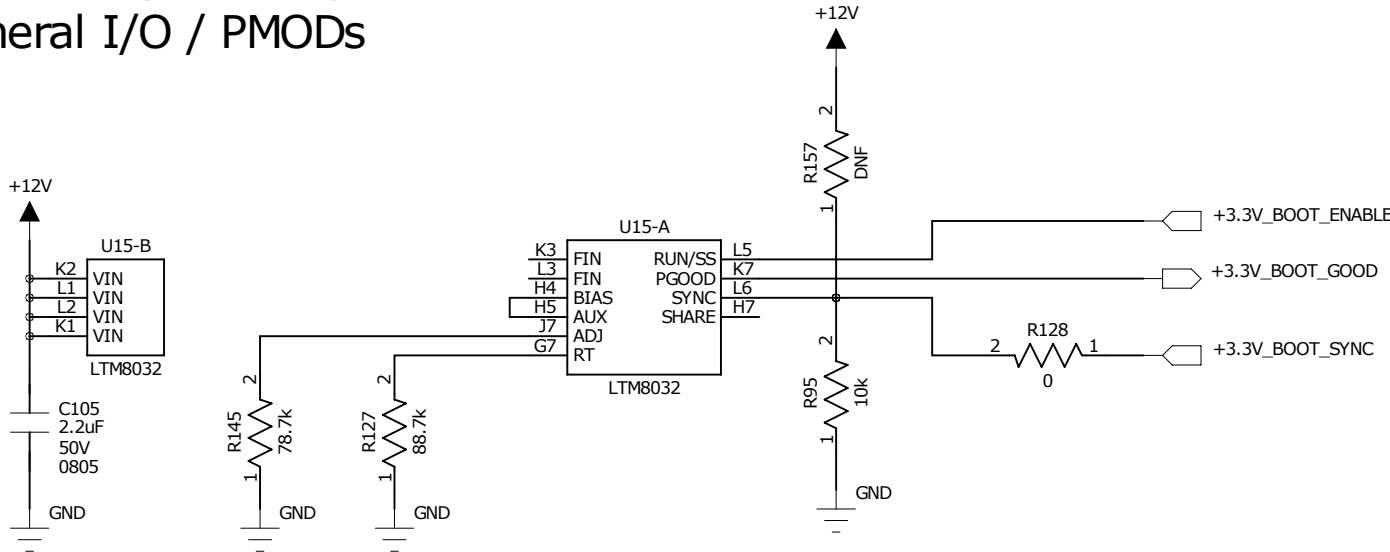 neral I/O / PMODs
+12V
2
R157
DNF
1
+12V
U15-B
K2 VIN
L1 VIN
L2 VIN
K1 VIN
LTM8032
C105
2.2uF
50V
0805
GND
U15-A
K3 FIN RUN/SS L5
L3 FIN PGOOD K7
H4 BIAS SYNC L6
H5 AUX SHARE H7
J7 ADJ
G7 RT
LTM8032
+3.3V_BOOT_ENABLE
+3.3V_BOOT_GOOD
2 R128 1
0
+3.3V_BOOT_SYNC
2
R145
78.7k
1
GND
2
R127
88.7k
1
GND
2
R95
10k
1
GND